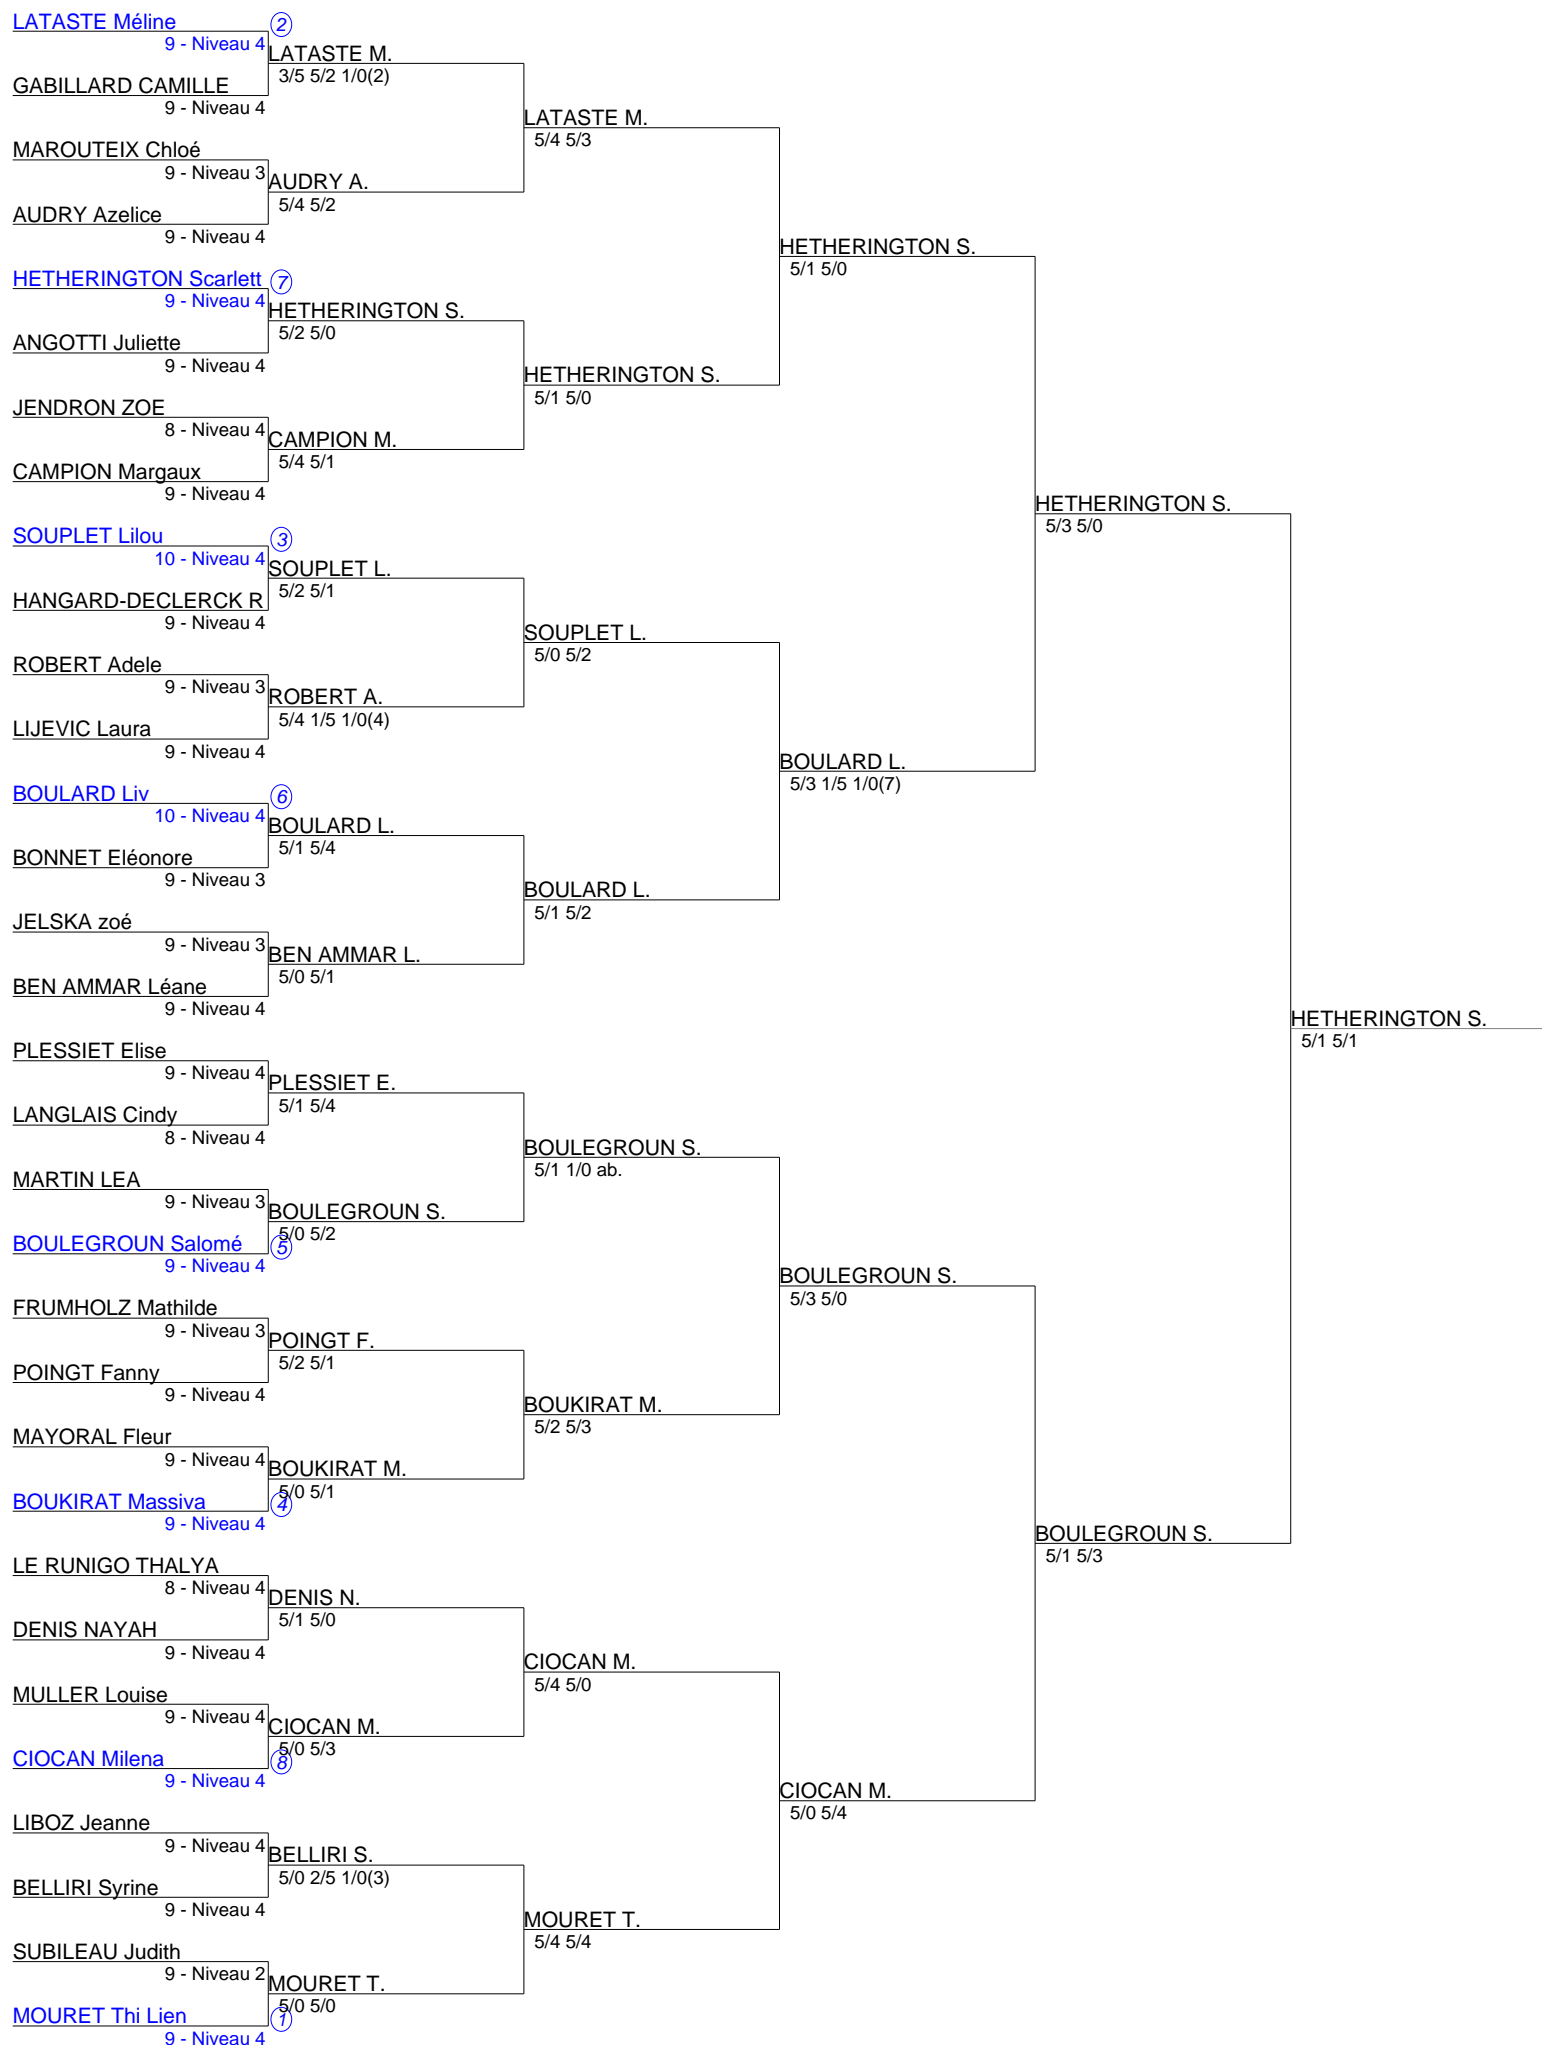 LATASTE Méline
2
9 - Niveau 4
LATASTE M.
3/5 5/2 1/0(2)
GABILLARD CAMILLE
9 - Niveau 4
LATASTE M.
5/4 5/3
MAROUTEIX Chloé
9 - Niveau 3
AUDRY A.
5/4 5/2
AUDRY Azelice
9 - Niveau 4
HETHERINGTON S.
5/1 5/0
HETHERINGTON Scarlett
7
9 - Niveau 4
HETHERINGTON S.
5/2 5/0
ANGOTTI Juliette
9 - Niveau 4
HETHERINGTON S.
5/1 5/0
JENDRON ZOE
8 - Niveau 4
CAMPION M.
5/4 5/1
CAMPION Margaux
9 - Niveau 4
HETHERINGTON S.
5/3 5/0
SOUPLET Lilou
3
10 - Niveau 4
SOUPLET L.
5/2 5/1
HANGARD-DECLERCK R
9 - Niveau 4
SOUPLET L.
5/0 5/2
ROBERT Adele
9 - Niveau 3
ROBERT A.
5/4 1/5 1/0(4)
LIJEVIC Laura
9 - Niveau 4
BOULARD L.
5/3 1/5 1/0(7)
BOULARD Liv
6
10 - Niveau 4
BOULARD L.
5/1 5/4
BONNET Eléonore
9 - Niveau 3
BOULARD L.
5/1 5/2
JELSKA zoé
9 - Niveau 3
BEN AMMAR L.
5/0 5/1
BEN AMMAR Léane
9 - Niveau 4
HETHERINGTON S.
5/1 5/1
PLESSIET Elise
9 - Niveau 4
PLESSIET E.
5/1 5/4
LANGLAIS Cindy
8 - Niveau 4
BOULEGROUN S.
5/1 1/0 ab.
MARTIN LEA
9 - Niveau 3
BOULEGROUN S.
5/0 5/2
BOULEGROUN Salomé
5
9 - Niveau 4
BOULEGROUN S.
5/3 5/0
FRUMHOLZ Mathilde
9 - Niveau 3
POINGT F.
5/2 5/1
POINGT Fanny
9 - Niveau 4
BOUKIRAT M.
5/2 5/3
MAYORAL Fleur
9 - Niveau 4
BOUKIRAT M.
5/0 5/1
BOUKIRAT Massiva
4
9 - Niveau 4
BOULEGROUN S.
5/1 5/3
LE RUNIGO THALYA
8 - Niveau 4
DENIS N.
5/1 5/0
DENIS NAYAH
9 - Niveau 4
CIOCAN M.
5/4 5/0
MULLER Louise
9 - Niveau 4
CIOCAN M.
5/0 5/3
CIOCAN Milena
8
9 - Niveau 4
CIOCAN M.
5/0 5/4
LIBOZ Jeanne
9 - Niveau 4
BELLIRI S.
5/0 2/5 1/0(3)
BELLIRI Syrine
9 - Niveau 4
MOURET T.
5/4 5/4
SUBILEAU Judith
9 - Niveau 2
MOURET T.
5/0 5/0
MOURET Thi Lien
1
9 - Niveau 4